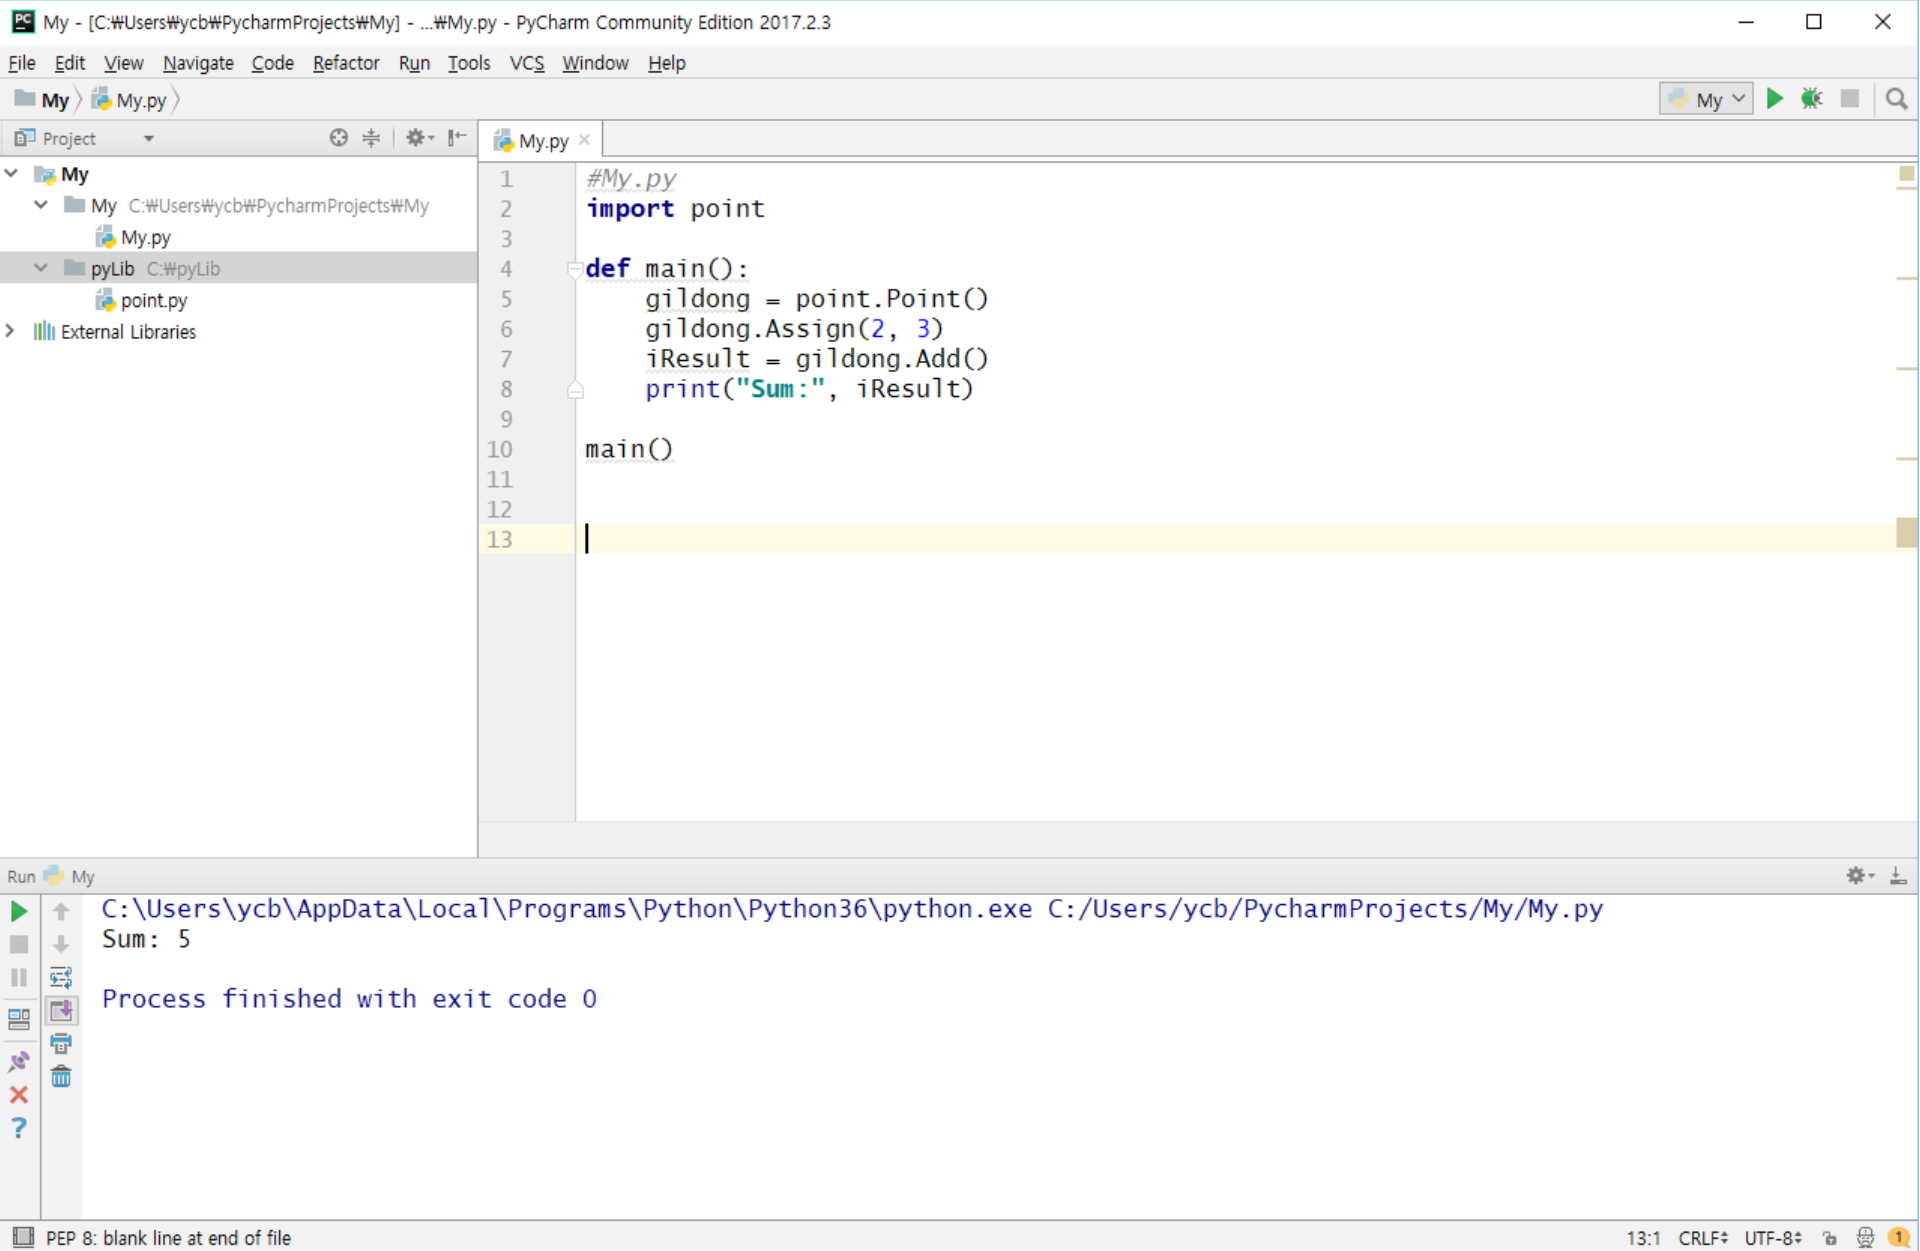 My - [C:₩Users₩ycb₩PycharmProjects₩My] - ...₩My.py - PyCharm Community Edition 2017.2.3
File Edit View Navigate Code Refactor Run Tools VCS Window Help
My My.py My
Project My.py
My
My C:₩Users₩ycb₩PycharmProjects₩My
My.py
pyLib C:₩pyLib
point.py
External Libraries
1 #My.py
2 import point
3
4 def main():
5 gildong = point.Point()
6 gildong.Assign(2, 3)
7 iResult = gildong.Add()
8 print("Sum:", iResult)
9
10 main()
11
12
13
Run My
C:\Users\ycb\AppData\Local\Programs\Python\Python36\python.exe C:/Users/ycb/PycharmProjects/My/My.py
Sum: 5
Process finished with exit code 0
PEP 8: blank line at end of file 13:1 CRLF UTF-8 1